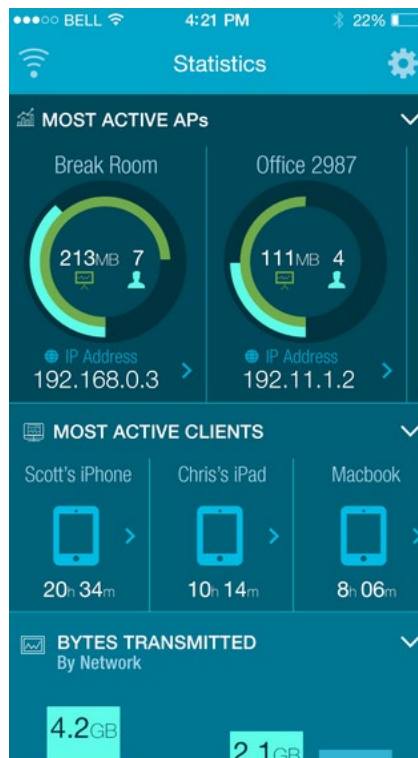 BELL 4:21 PM 22%
Statistics
MOST ACTIVE APs
Break Room
213MB 7
IP Address
192.168.0.3
Office 2987
111MB 4
IP Address
192.11.1.2
MOST ACTIVE CLIENTS
Scott's iPhone
20h 34m
Chris's iPad
10h 14m
Macbook
8h 06m
BYTES TRANSMITTED
By Network
4.2GB
2.1GB